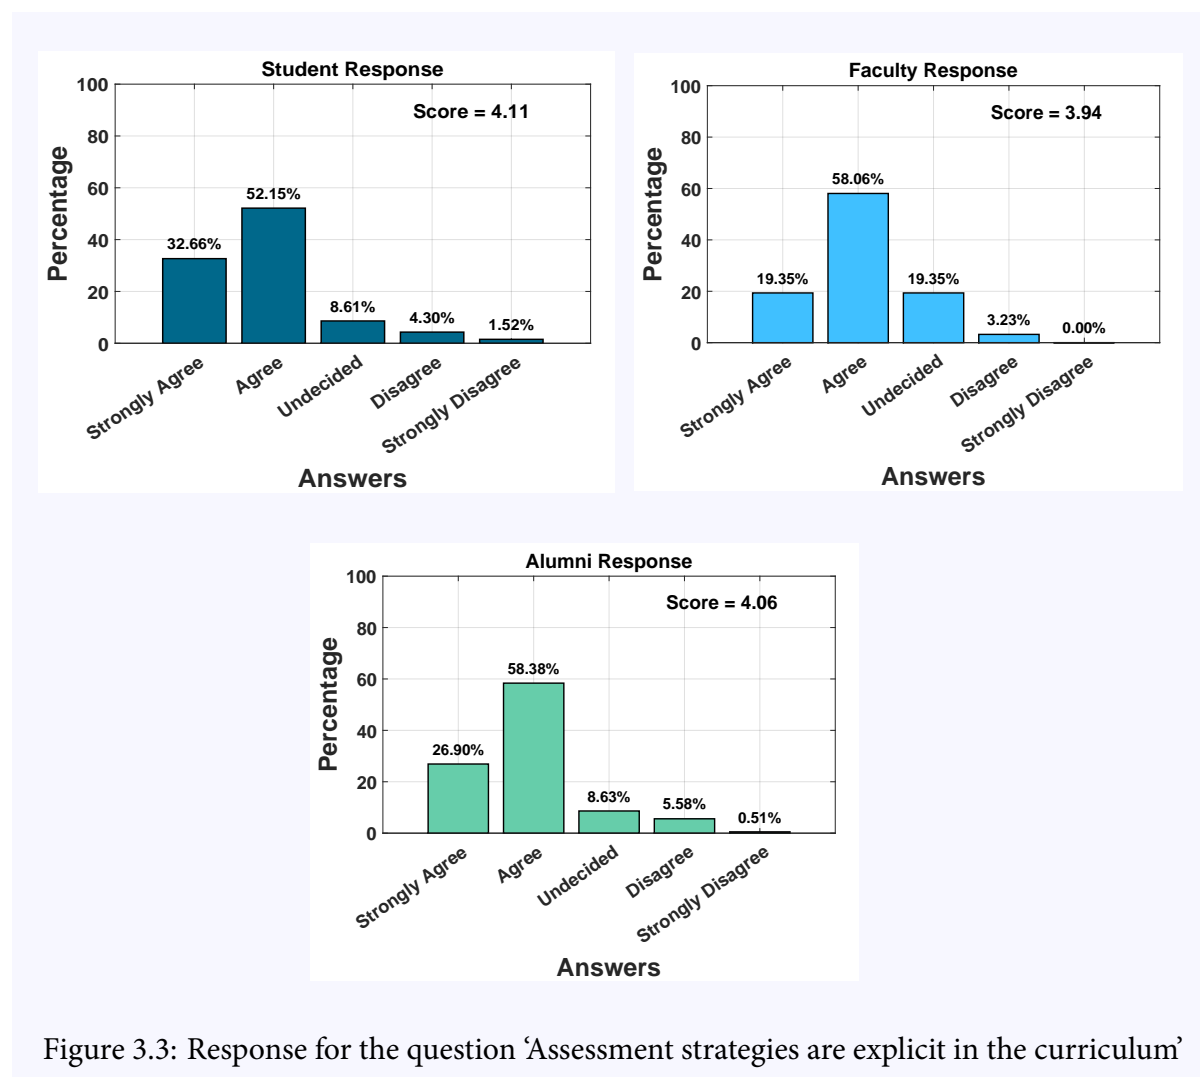 Student Response
Score = 4.11
Percentage
100
80
60
40
20
0
32.66%
52.15%
8.61%
4.30%
1.52%
Strongly Agree
Agree
Undecided
Disagree
Strongly Disagree
Answers
Faculty Response
Score = 3.94
Percentage
100
80
60
40
20
0
19.35%
58.06%
19.35%
3.23%
0.00%
Strongly Agree
Agree
Undecided
Disagree
Strongly Disagree
Answers
Alumni Response
Score = 4.06
Percentage
100
80
60
40
20
0
26.90%
58.38%
8.63%
5.58%
0.51%
Strongly Agree
Agree
Undecided
Disagree
Strongly Disagree
Answers
Figure 3.3: Response for the question ‘Assessment strategies are explicit in the curriculum’